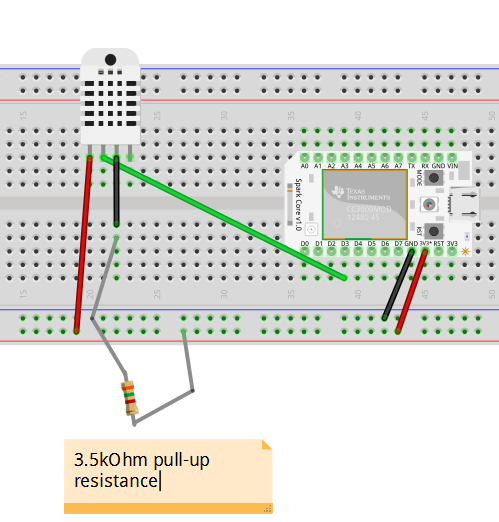 15
20
25
30
35
40
45
50
A0 A1 A2 A3 A4 A5 A6 A7 TX RX GND VIN
MODE
Spark Core v1.0
TEXAS
INSTRUMENTS
RST
D0 D1 D2 D3 D4 D5 D6 D7 GND 3V3* RST 3V3
15
20
25
30
35
40
45
50
3.5kOhm pull-up
resistance